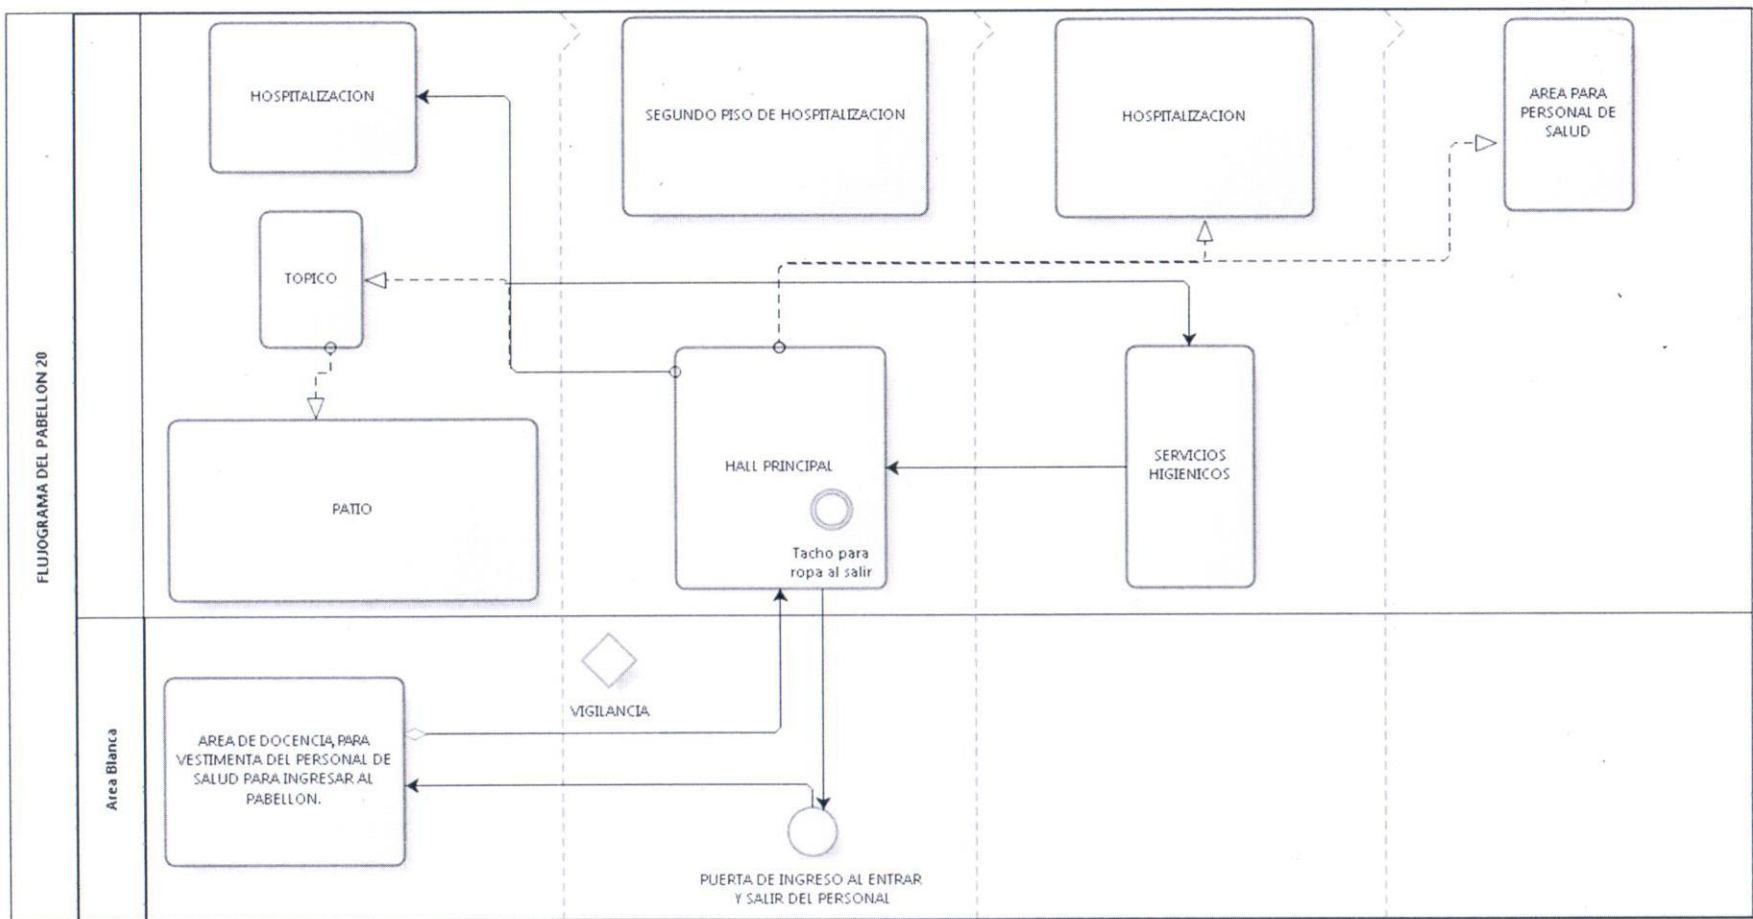 FLUJOGRAMA DEL PABELLON 20
HOSPITALIZACION
SEGUNDO PISO DE HOSPITALIZACION
HOSPITALIZACION
AREA PARA
PERSONAL DE
SALUD
TOPICO
PATIO
HALL PRINCIPAL
Tacho para
ropa al salir
SERVICIOS
HIGIENICOS
Area Blanca
VIGILANCIA
AREA DE DOCENCIA, PARA
VESTIMENTA DEL PERSONAL DE
SALUD PARA INGRESAR AL
PABELLON.
PUERTA DE INGRESO AL ENTRAR
Y SALIR DEL PERSONAL